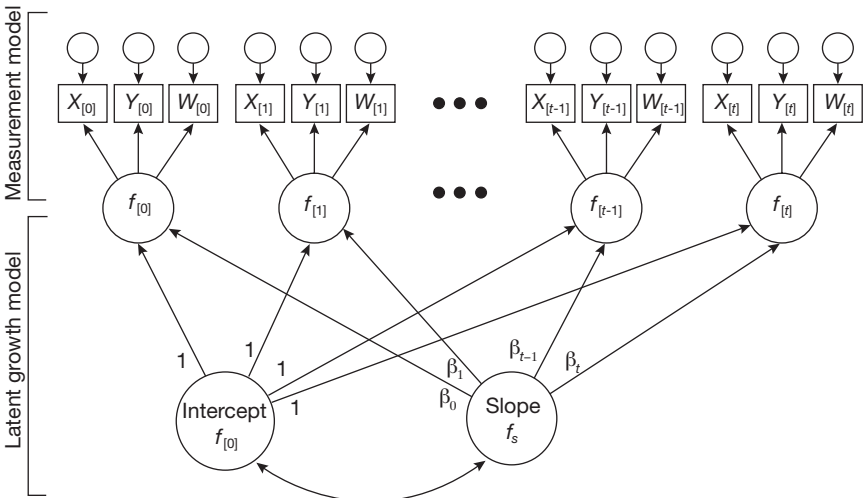 Measurement model
X[0] Y[0] W[0] X[1] Y[1] W[1] X[t-1] Y[t-1] W[t-1] X[t] Y[t] W[t]
f[0] f[1] f[t-1] f[t]
Latent growth model
1 1 1 1 β1 β0 βt–1 βt
Intercept
f[0]
Slope
fs